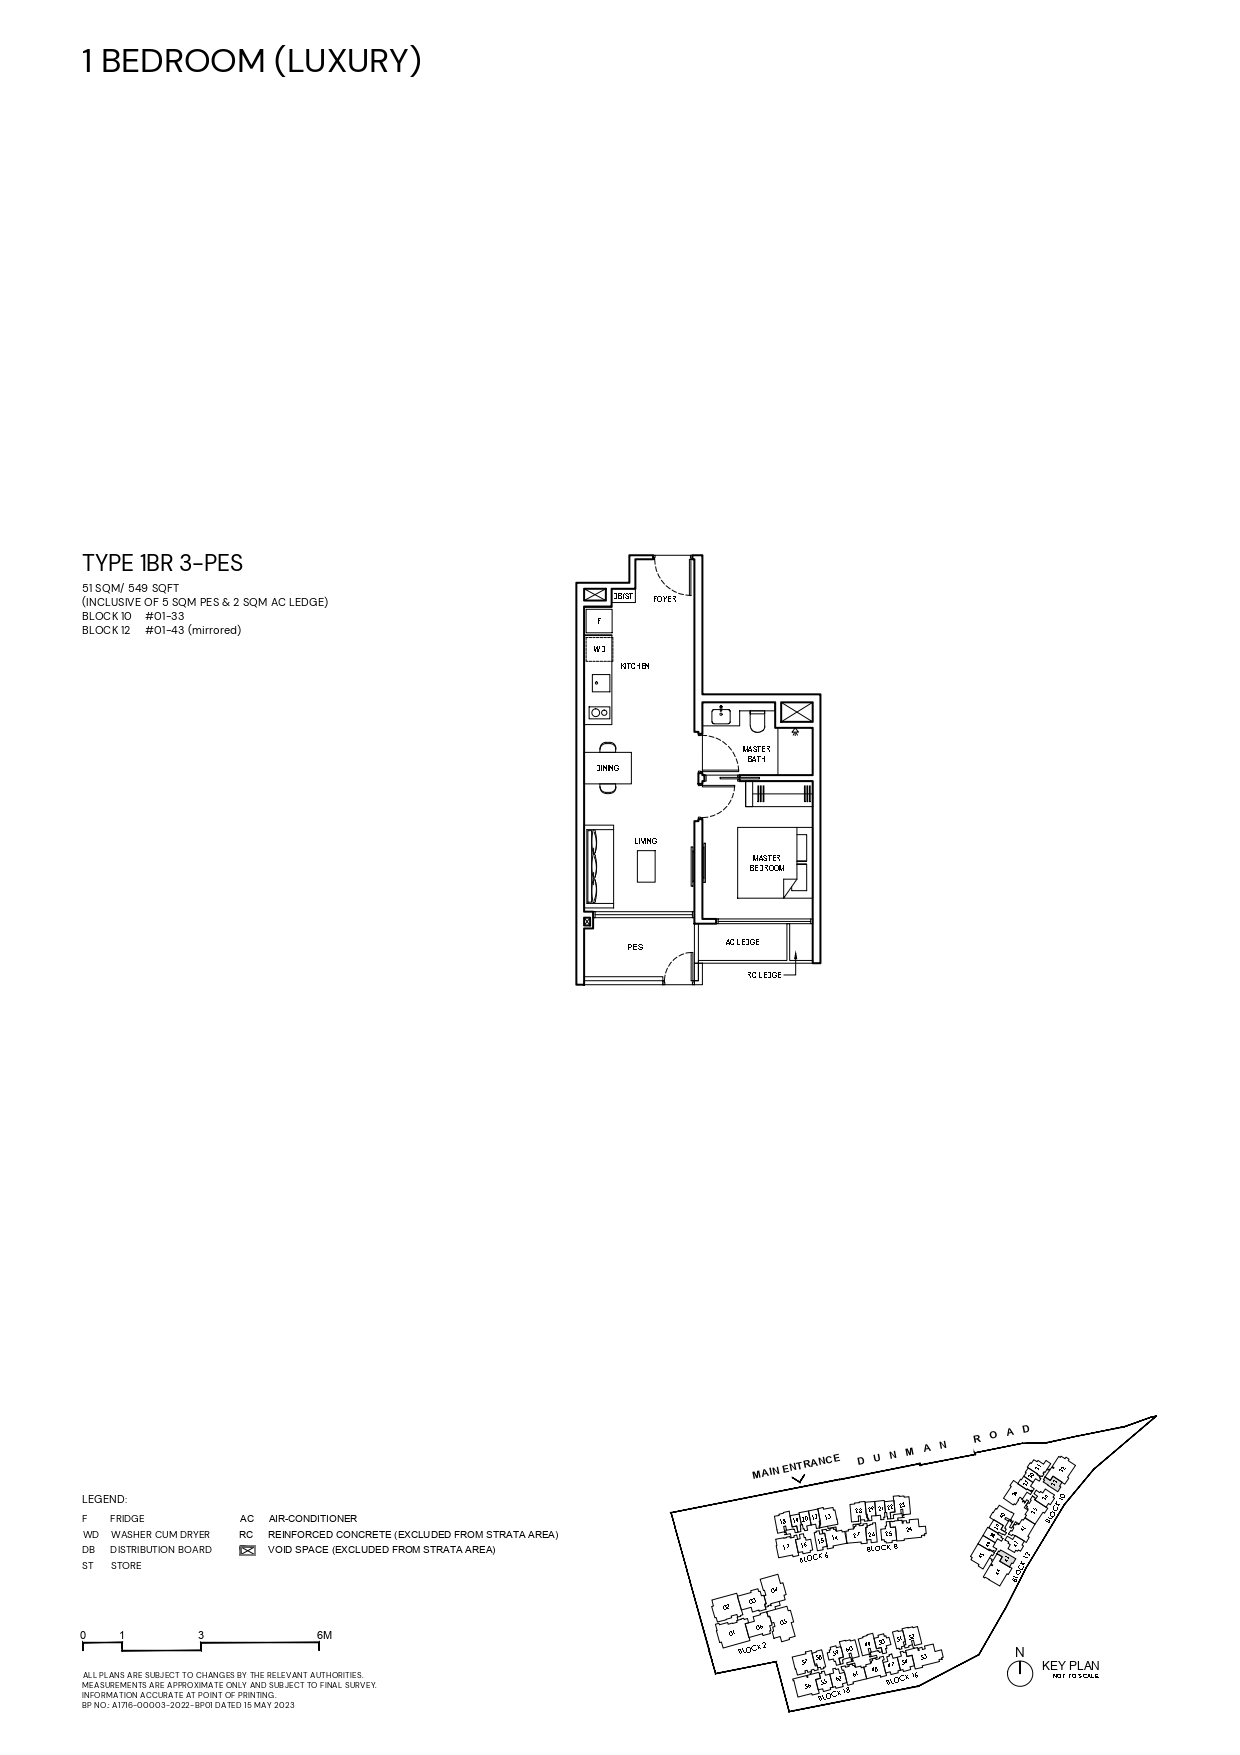 1 BEDROOM (LUXURY)
TYPE 1BR 3-PES
51 SQM/ 549 SQFT
(INCLUSIVE OF 5 SQM PES & 2 SQM AC LEDGE)
BLOCK 10 #01-33
BLOCK 12 #01-43 (mirrored)
DB/ST
FOYER
F
WD
KITCHEN
MASTER
BATH
DINING
LIVING
MASTER
BEDROOM
PES
AC LEDGE
RC LEDGE
DUNMAN ROAD
MAIN ENTRANCE
BLOCK 10
BLOCK 12
BLOCK 6
BLOCK 8
02
03
04
01
06
05
BLOCK 2
BLOCK 18
BLOCK 16
N
KEY PLAN
NOT TO SCALE
LEGEND:
F FRIDGE AC AIR-CONDITIONER
WD WASHER CUM DRYER RC REINFORCED CONCRETE (EXCLUDED FROM STRATA AREA)
DB DISTRIBUTION BOARD VOID SPACE (EXCLUDED FROM STRATA AREA)
ST STORE
0 1 3 6M
ALL PLANS ARE SUBJECT TO CHANGES BY THE RELEVANT AUTHORITIES.
MEASUREMENTS ARE APPROXIMATE ONLY AND SUBJECT TO FINAL SURVEY.
INFORMATION ACCURATE AT POINT OF PRINTING.
BP NO.: A1716-00003-2022-BP01 DATED 15 MAY 2023